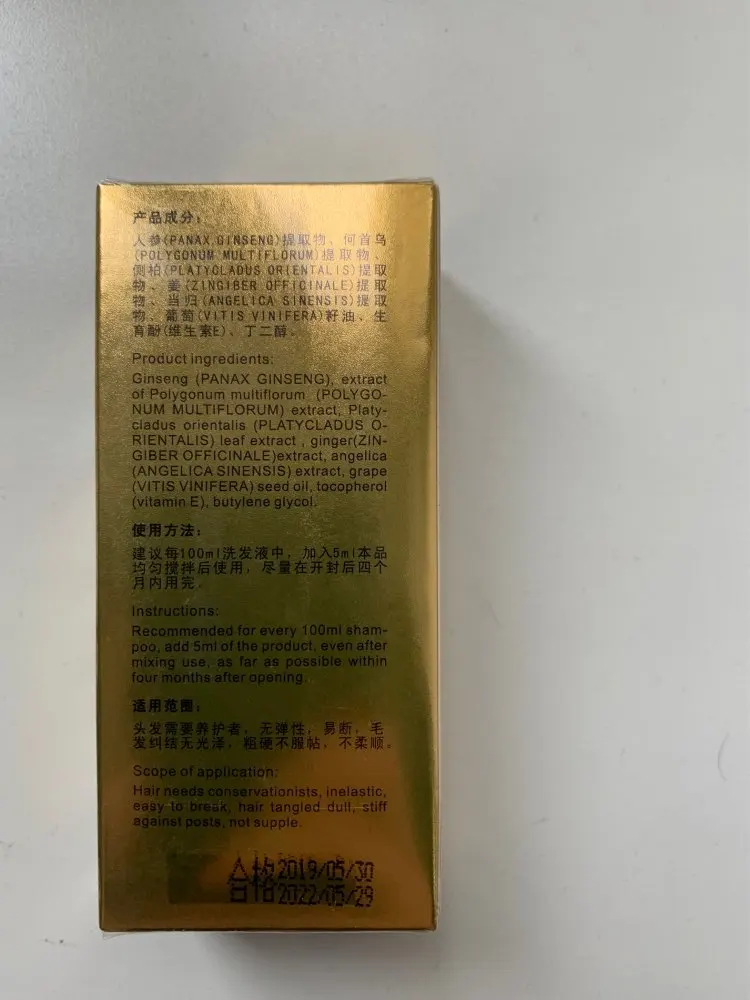 产品成分:
人参(PANAX GINSENG)提取物、何首乌
(POLYGONUM MULTIFLORUM)提取物、
侧柏(PLATYCLADUS ORIENTALIS)提取
物、姜(ZINGIBER OFFICINALE)提取
物、当归(ANGELICA SINENSIS)提取
物、葡萄(VITIS VINIFERA)籽油、生
育酚(维生素E)、丁二醇。
Product ingredients:
Ginseng (PANAX GINSENG), extract
of Polygonum multiflorum (POLYGO-
NUM MULTIFLORUM) extract, Platy-
cladus orientalis (PLATYCLADUS O-
RIENTALIS) leaf extract , ginger(ZIN-
GIBER OFFICINALE)extract, angelica
(ANGELICA SINENSIS) extract, grape
(VITIS VINIFERA) seed oil, tocopherol
(vitamin E), butylene glycol.
使用方法:
建议每100ml洗发液中，加入5ml本品
均匀搅拌后使用，尽量在开封后四个
月内用完。
Instructions:
Recommended for every 100ml sham-
poo, add 5ml of the product, even after
mixing use, as far as possible within
four months after opening.
适用范围:
头发需要养护者，无弹性，易断，毛
发纠结无光泽，粗硬不服帖，不柔顺。
Scope of application:
Hair needs conservationists, inelastic,
easy to break, hair tangled dull, stiff
against posts, not supple.
合格 2019/05/30
2022/05/29